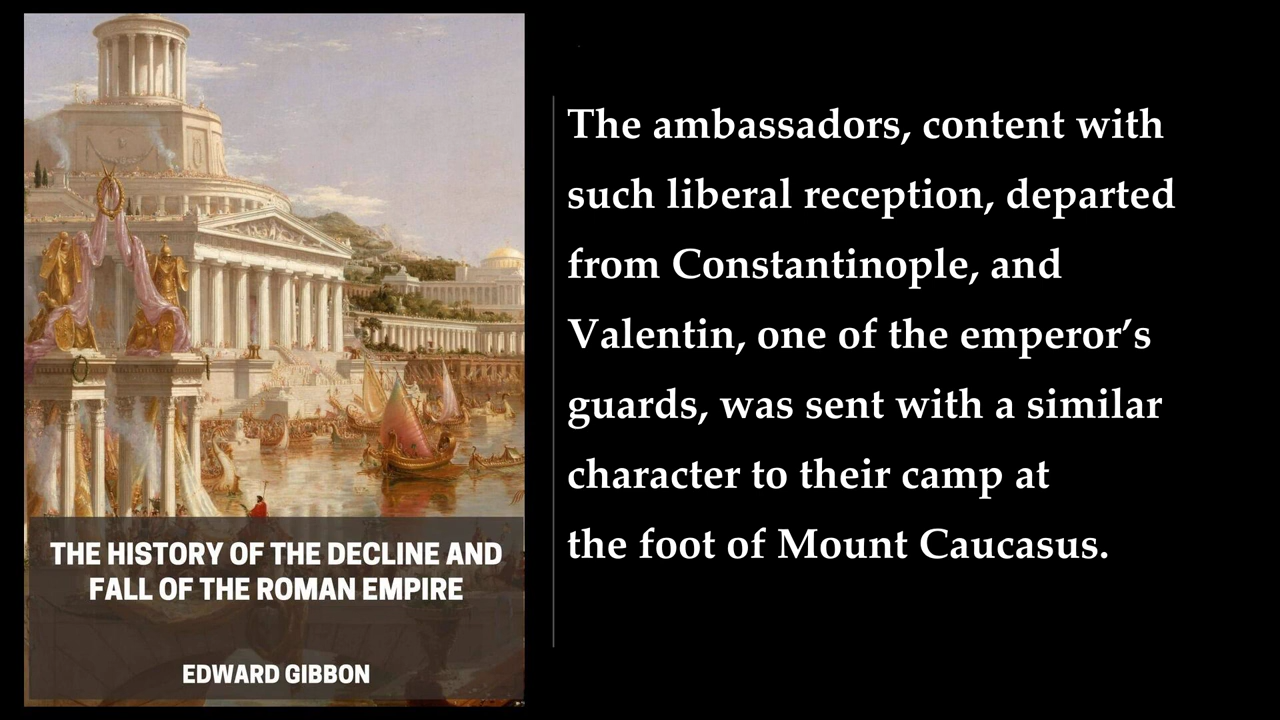 THE HISTORY OF THE DECLINE AND
FALL OF THE ROMAN EMPIRE
EDWARD GIBBON
The ambassadors, content with
such liberal reception, departed
from Constantinople, and
Valentin, one of the emperor’s
guards, was sent with a similar
character to their camp at
the foot of Mount Caucasus.